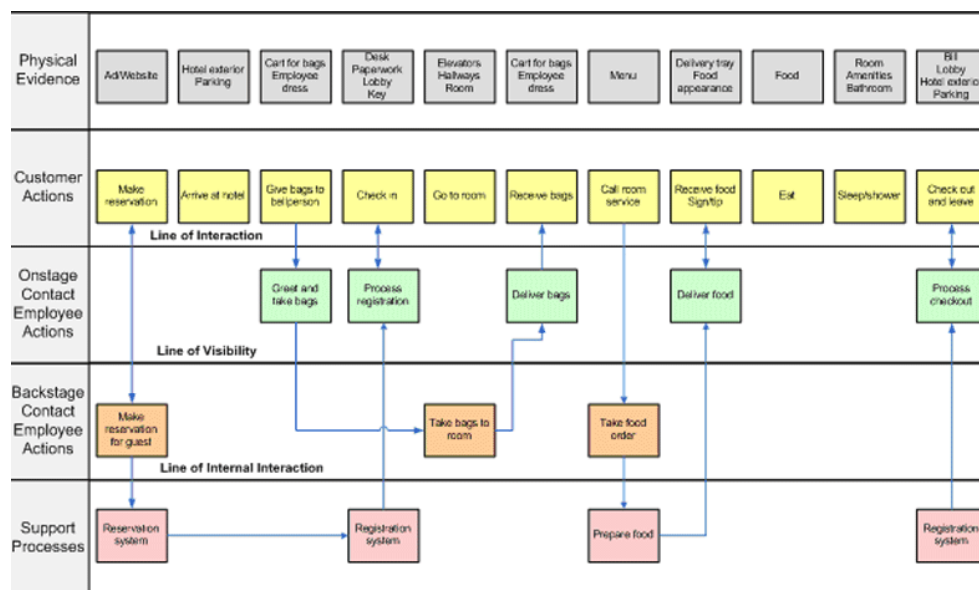 Physical
Evidence
Ad/Website
Hotel exterior
Parking
Cart for bags
Employee
dress
Desk
Paperwork
Lobby
Key
Elevators
Hallways
Room
Cart for bags
Employee
dress
Menu
Delivery tray
Food
appearance
Food
Room
Amenities
Bathroom
Bill
Lobby
Hotel exterior
Parking
Customer
Actions
Make
reservation
Arrive at hotel
Give bags to
bellperson
Check in
Go to room
Receive bags
Call room
service
Receive food
Sign/tip
Eat
Sleep/shower
Check out
and leave
Line of Interaction
Onstage
Contact
Employee
Actions
Greet and
take bags
Process
registration
Deliver bags
Deliver food
Process
checkout
Line of Visibility
Backstage
Contact
Employee
Actions
Make
reservation
for guest
Take bags to
room
Take food
order
Line of Internal Interaction
Support
Processes
Reservation
system
Registration
system
Prepare food
Registration
system